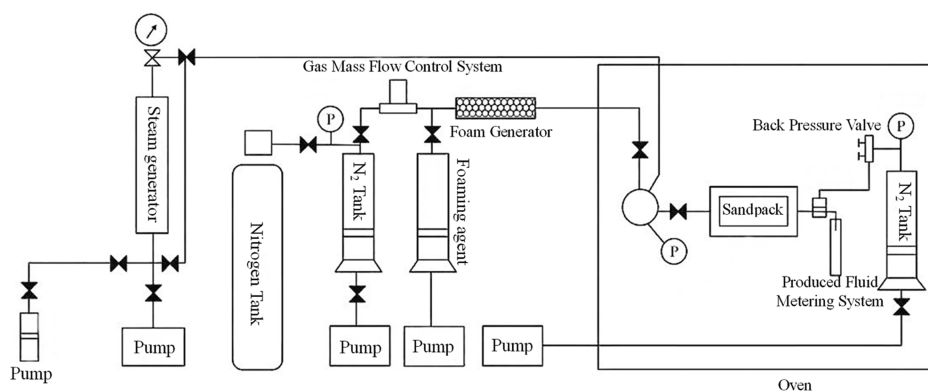 Gas Mass Flow Control System
P
Foam Generator
Back Pressure Valve
P
Steam generator
N₂ Tank
Foaming agent
Nitrogen Tank
Sandpack
N₂ Tank
P
Produced Fluid
Metering System
Pump
Pump
Pump
Pump
Pump
Oven